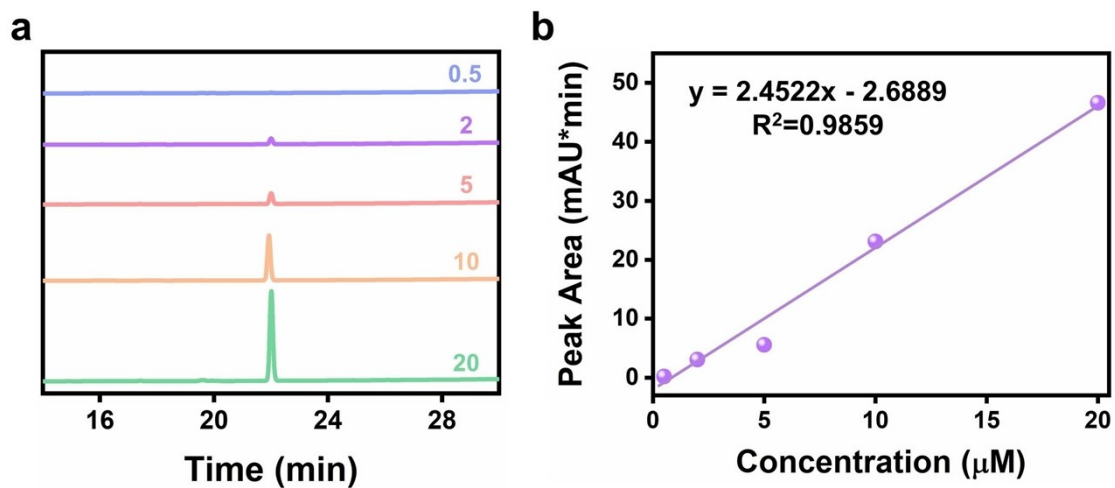 a
0.5
2
5
10
20
16 20 24 28
Time (min)
b
y = 2.4522x - 2.6889
R²=0.9859
50
40
30
20
10
0
0 5 10 15 20
Peak Area (mAU*min)
Concentration (μM)